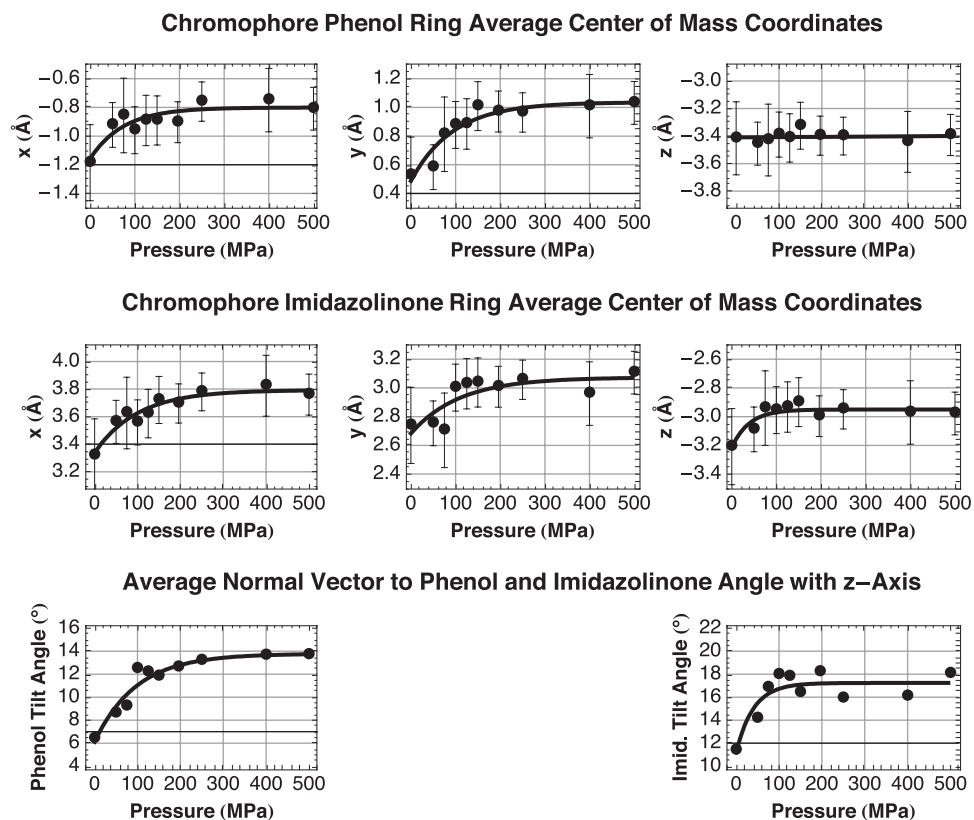 Chromophore Phenol Ring Average Center of Mass Coordinates
x (Å)
−0.6
−0.8
−1.0
−1.2
−1.4
0 100 200 300 400 500
Pressure (MPa)
y (Å)
1.2
1.0
0.8
0.6
0.4
0 100 200 300 400 500
Pressure (MPa)
z (Å)
−3.0
−3.2
−3.4
−3.6
−3.8
0 100 200 300 400 500
Pressure (MPa)
Chromophore Imidazolinone Ring Average Center of Mass Coordinates
x (Å)
4.0
3.8
3.6
3.4
3.2
0 100 200 300 400 500
Pressure (MPa)
y (Å)
3.2
3.0
2.8
2.6
2.4
0 100 200 300 400 500
Pressure (MPa)
z (Å)
−2.6
−2.8
−3.0
−3.2
−3.4
0 100 200 300 400 500
Pressure (MPa)
Average Normal Vector to Phenol and Imidazolinone Angle with z−Axis
Phenol Tilt Angle (°)
16
14
12
10
8
6
4
0 100 200 300 400 500
Pressure (MPa)
Imid. Tilt Angle (°)
22
20
18
16
14
12
10
0 100 200 300 400 500
Pressure (MPa)